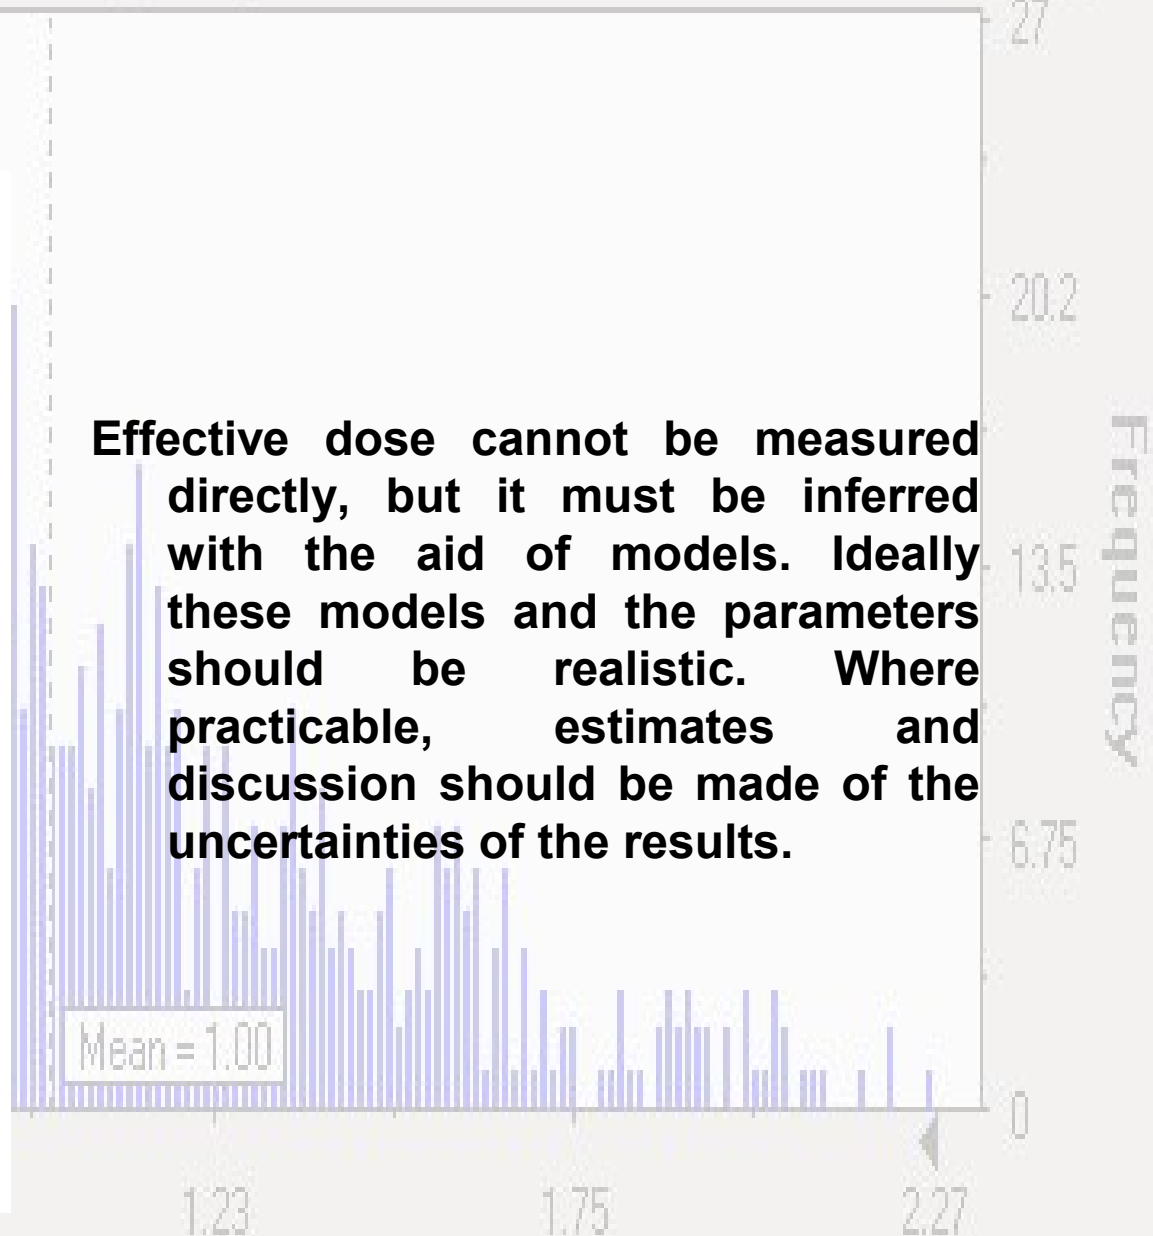 27
20.2
Effective dose cannot be measured
directly, but it must be inferred
with the aid of models. Ideally
these models and the parameters
should be realistic. Where
practicable, estimates and
discussion should be made of the
uncertainties of the results.
13.5
Frequency
6.75
Mean = 1.00
0
1.23
1.75
2.27